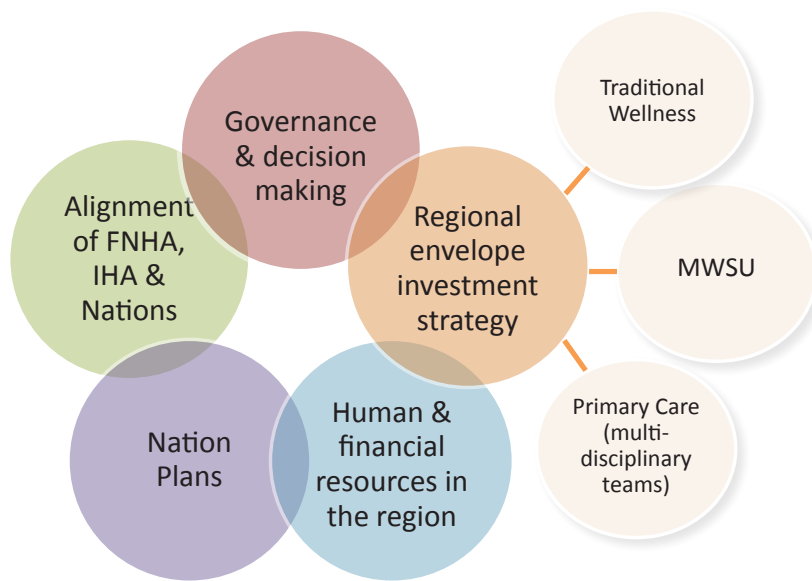 Governance
& decision
making
Alignment
of FNHA,
IHA &
Nations
Regional
envelope
investment
strategy
Nation
Plans
Human &
financial
resources in
the region
Traditional
Wellness
MWSU
Primary Care
(multi-
disciplinary
teams)